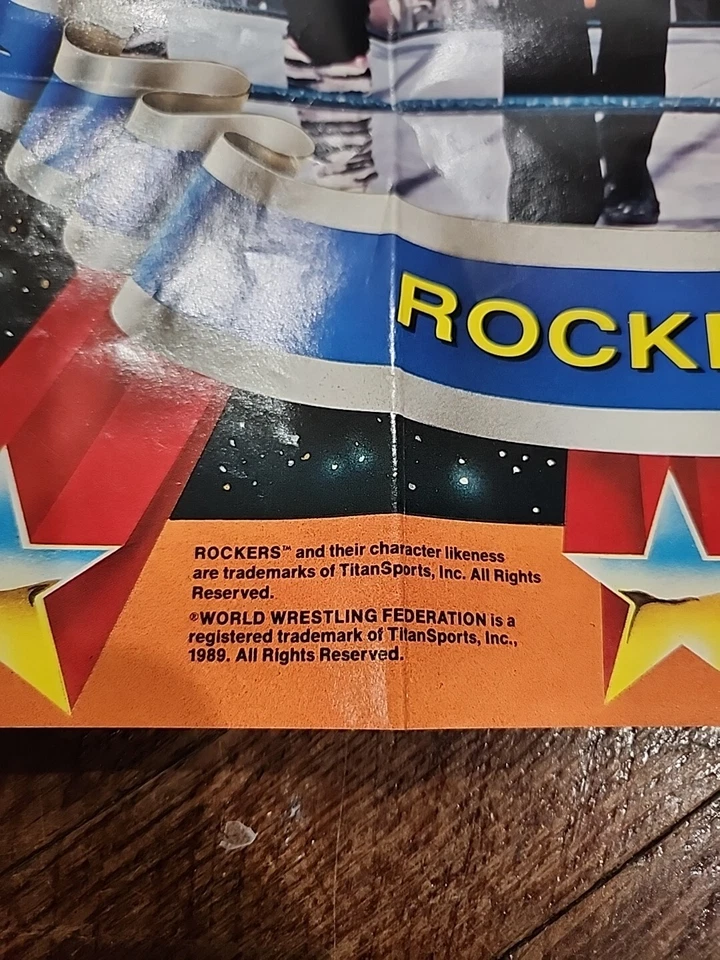 ROCK
ROCKERS™ and their character likeness
are trademarks of TitanSports, Inc. All Rights
Reserved.
®WORLD WRESTLING FEDERATION is a
registered trademark of TitanSports, Inc.,
1989. All Rights Reserved.